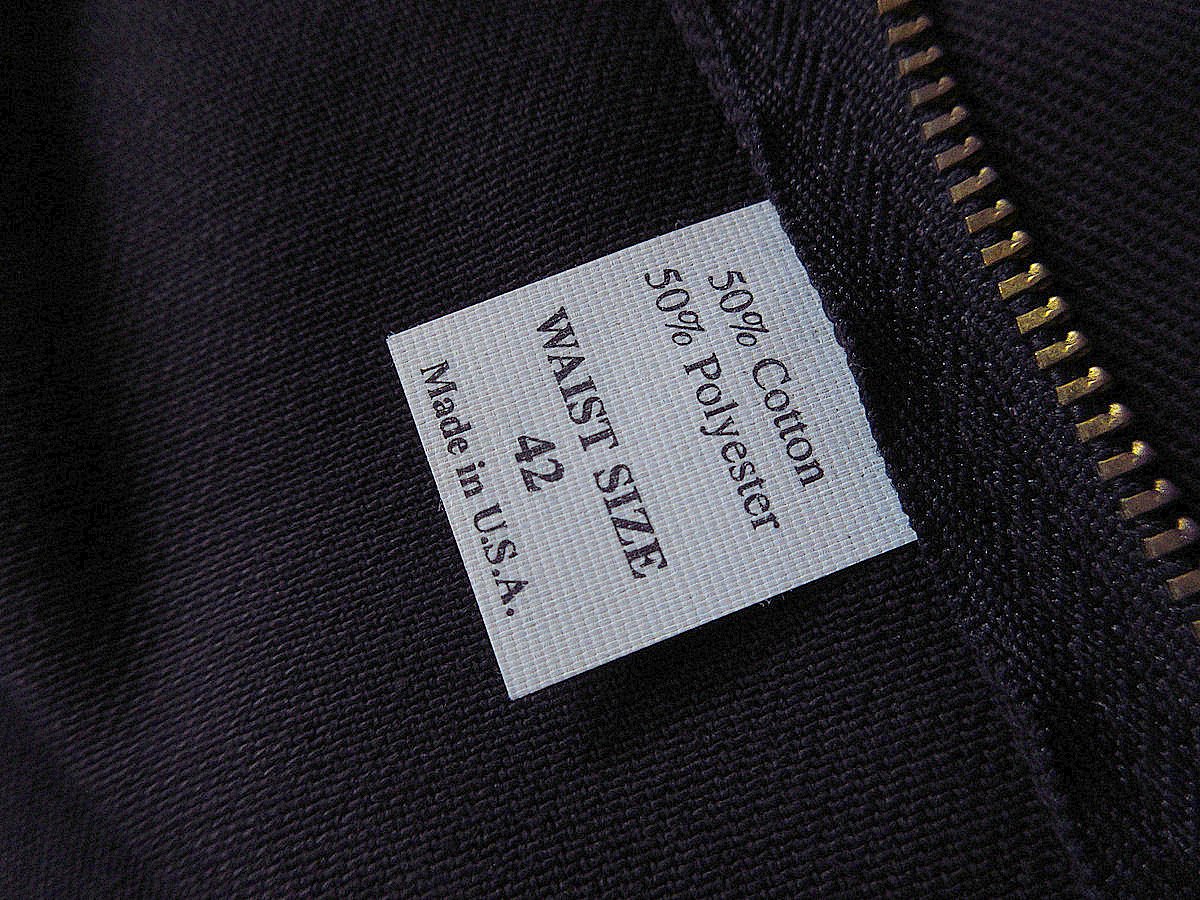 50% Cotton
50% Polyester
WAIST SIZE
42
Made in U.S.A.